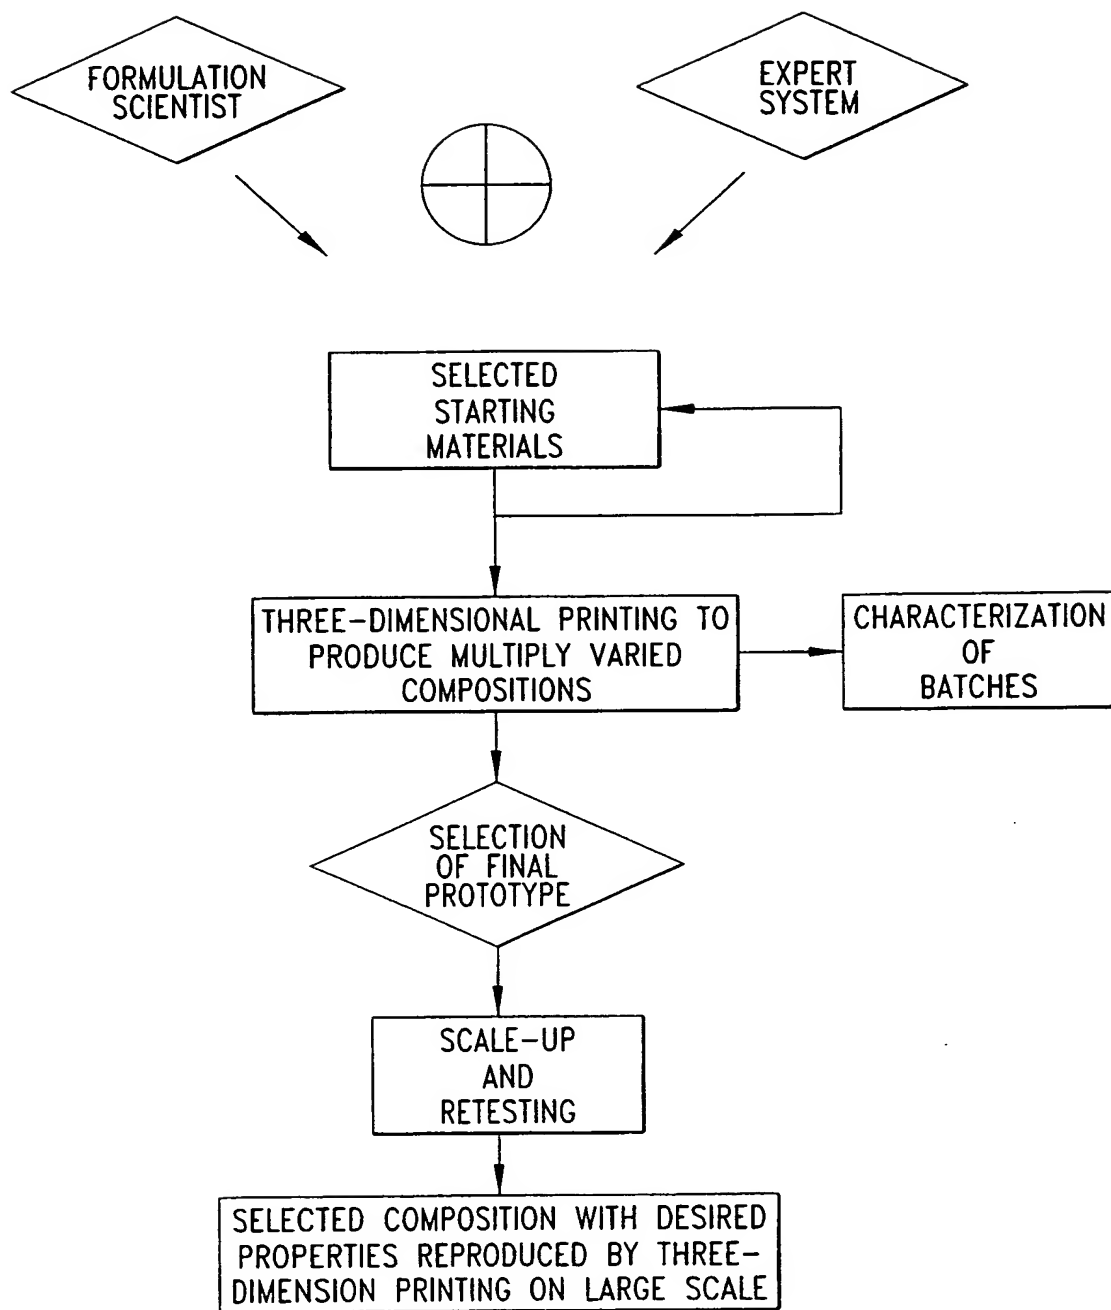 FORMULATION
SCIENTIST
EXPERT
SYSTEM
SELECTED
STARTING
MATERIALS
THREE-DIMENSIONAL PRINTING TO
PRODUCE MULTIPLY VARIED
COMPOSITIONS
CHARACTERIZATION
OF
BATCHES
SELECTION
OF FINAL
PROTOTYPE
SCALE-UP
AND
RETESTING
SELECTED COMPOSITION WITH DESIRED
PROPERTIES REPRODUCED BY THREE-
DIMENSION PRINTING ON LARGE SCALE